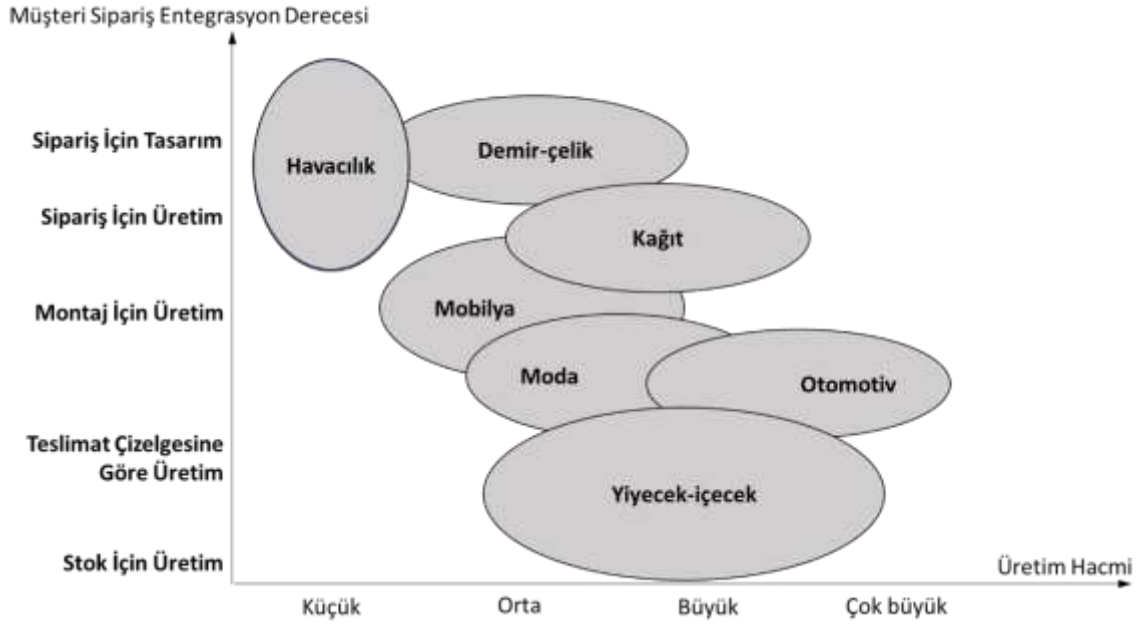 Müşteri Sipariş Entegrasyon Derecesi
Sipariş İçin Tasarım
Havacılık
Demir-çelik
Sipariş İçin Üretim
Kağıt
Montaj İçin Üretim
Mobilya
Moda
Otomotiv
Teslimat Çizelgesine
Göre Üretim
Yiyecek-içecek
Stok İçin Üretim
Üretim Hacmi
Küçük
Orta
Büyük
Çok büyük